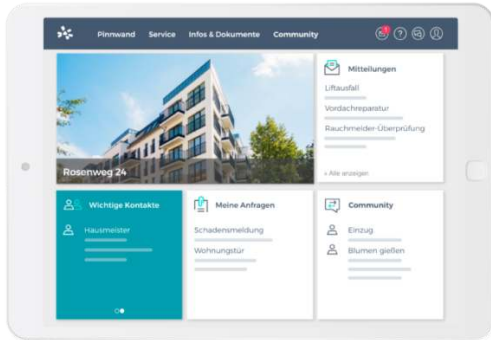 Pinnwand Service Infos & Dokumente Community
Rosenweg 24
Mitteilungen
Liftausfall
Vordachreparatur
Rauchmelder-Überprüfung
» Alle anzeigen
Wichtige Kontakte
Hausmeister
Meine Anfragen
Schadensmeldung
Wohnungstür
Community
Einzug
Blumen gießen